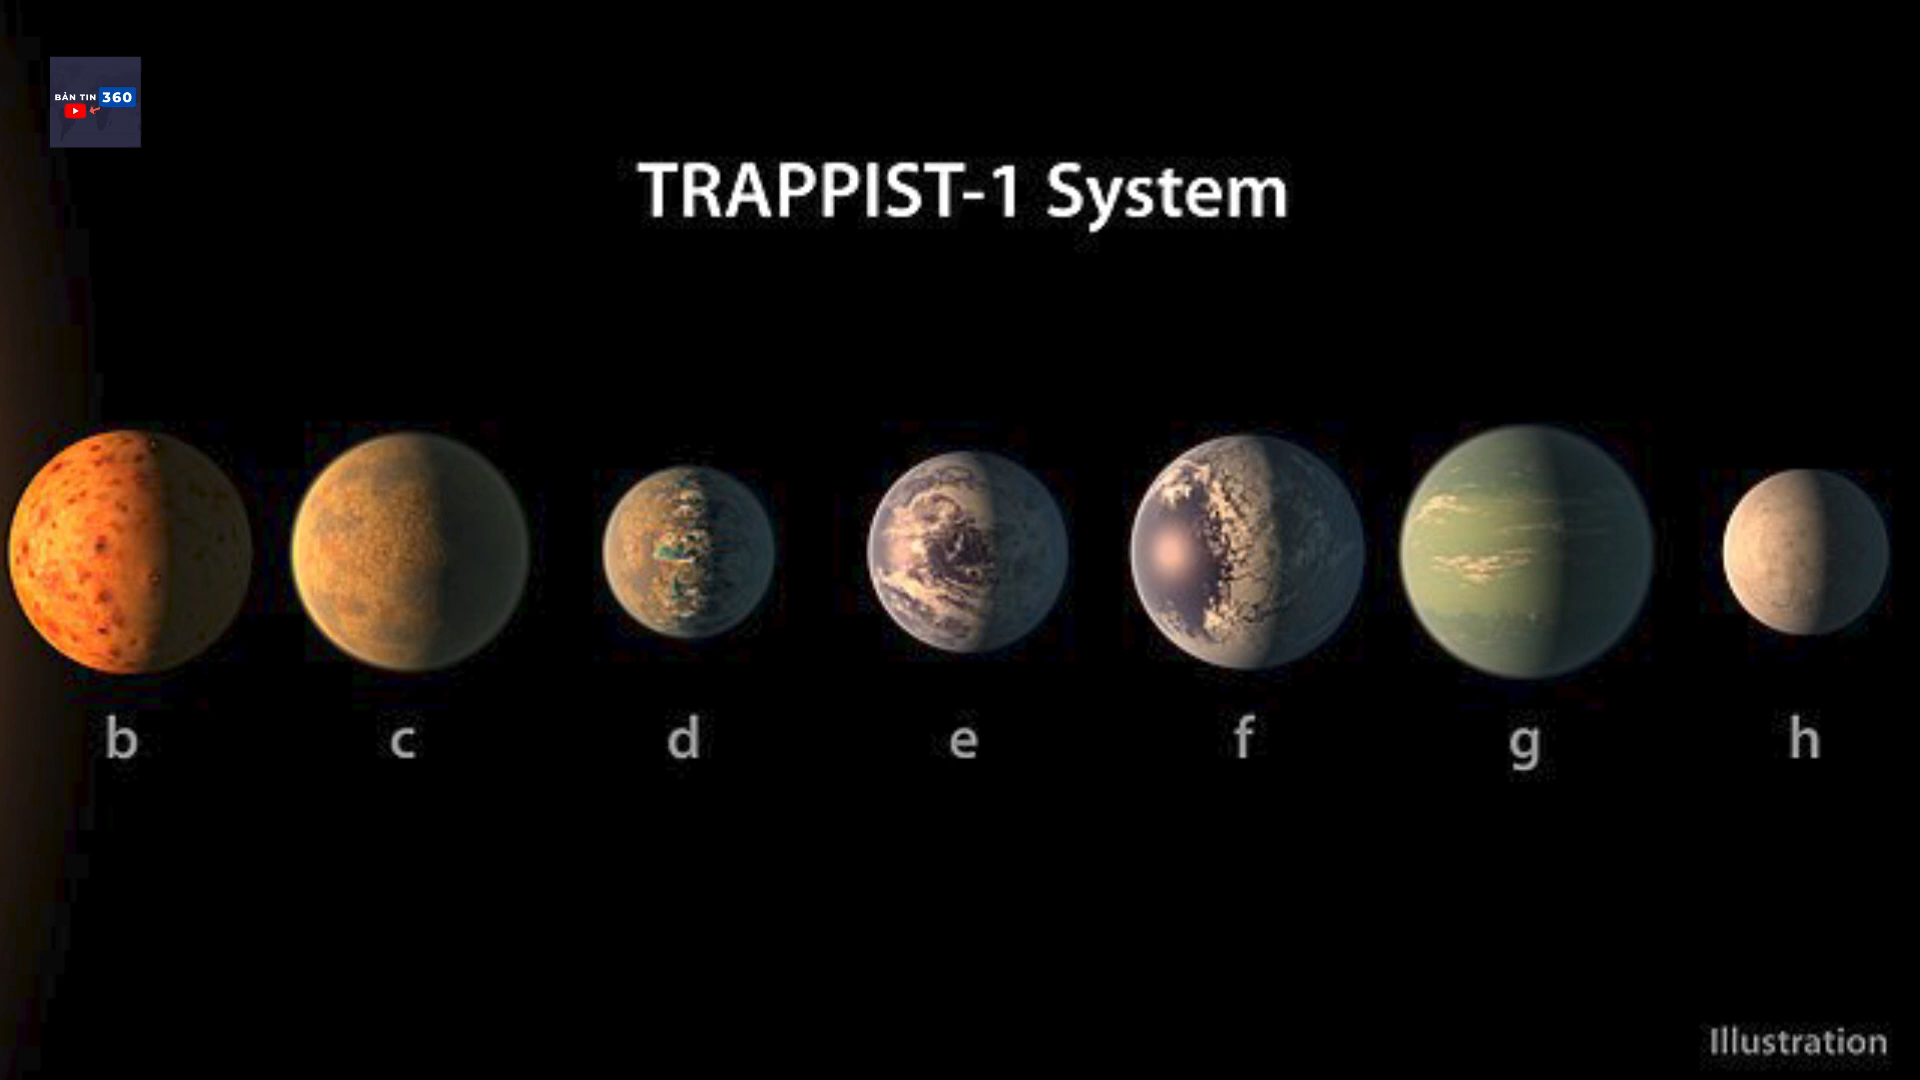 BẢN TIN 360
TRAPPIST-1 System
b c d e f g h
Illustration